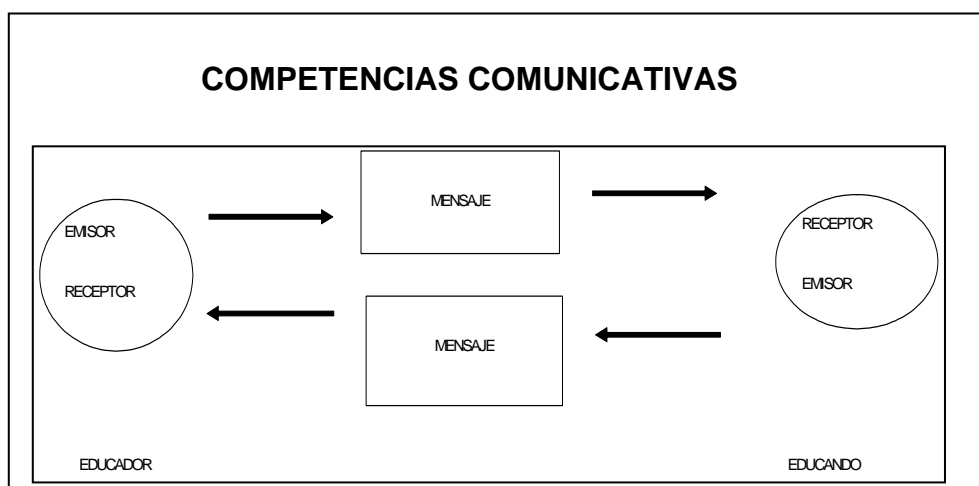 COMPETENCIAS COMUNICATIVAS
MENSAJE
EMISOR
RECEPTOR
RECEPTOR
EMISOR
MENSAJE
EDUCADOR
EDUCANDO